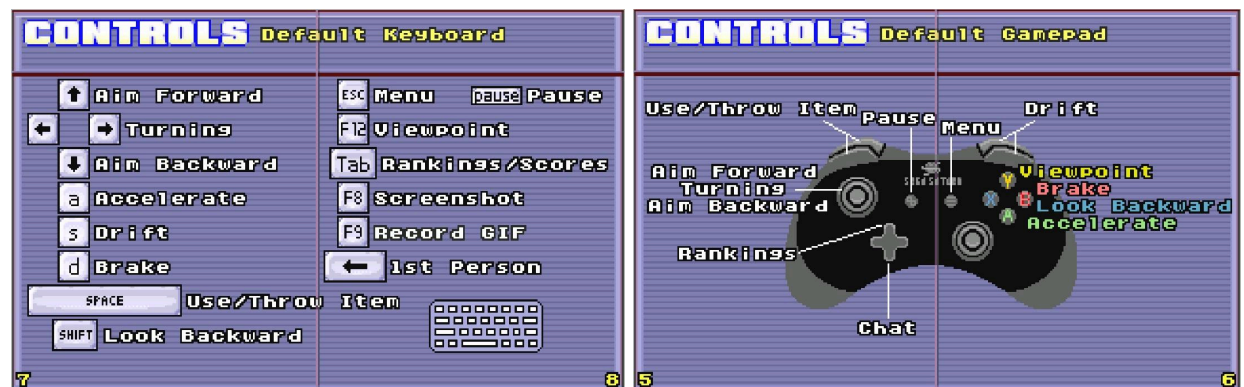 CONTROLS Default Keyboard
Aim Forward
Turning
Aim Backward
a Accelerate
s Drift
d Brake
SPACE Use/Throw Item
SHIFT Look Backward
ESC Menu pause Pause
F12 Viewpoint
Tab Rankings/Scores
F8 Screenshot
F9 Record GIF
1st Person
7
8
CONTROLS Default Gamepad
Use/Throw Item
Pause
Menu
Drift
Aim Forward
Turning
Aim Backward
Rankings
Chat
SEGA SATURN
Y Viewpoint
B Brake
X Look Backward
A Accelerate
5
6